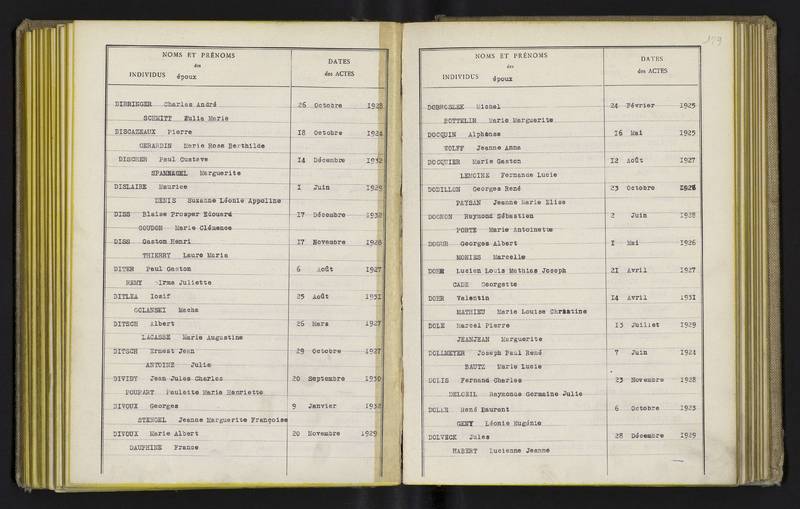 NOMS ET PRÉNOMS
des
INDIVIDUS époux
DATES
des ACTES
DIRRINGER Charles André 26 Octobre 1928
SCHMITT Eulia Marie
DISCAZEAUX Pierre 18 Octobre 1924
GERARDIN Marie Rose Berthilde
DISCHER Paul Gustave 14 Décembre 1932
SPANNAGEL Marguerite
DISLAIRE Maurice 1 Juin 1929
DENIS Suzanne Léonie Appoline
DISS Blaise Prosper Edouard 17 Décembre 1932
GOUDON Marie Clémence
DISS Gaston Henri 17 Novembre 1928
THIERRY Laure Maria
DITER Paul Gaston 6 Août 1927
REMY Irma Juliette
DITLEA Iosif 25 Août 1931
GOLANSKI Macha
DITSCH Albert 26 Mars 1927
LACASSE Marie Augustine
DITSCH Ernest Jean 29 Octobre 1927
ANTOINE Julie
DIVIDY Jean Jules Charles 20 Septembre 1930
POUPART Paulette Marie Henriette
DIVOUX Georges 9 Janvier 1932
STENGEL Jeanne Marguerite Françoise
DIVOUX Marie Albert 20 Novembre 1929
DAUPHINE France
179
NOMS ET PRÉNOMS
des
INDIVIDUS époux
DATES
des ACTES
DOBROSLEK Michel 24 Février 1925
BOTTELIN Marie Marguerite
DOCQUIN Alphonse 16 Mai 1925
WOLFF Jeanne Anna
DOCQUIER Marie Gaston 12 Août 1927
LEMOINE Fernande Lucie
DODILLON Georges René 23 Octobre 1926
PAYSAN Jeanne Marie Elise
DOGNON Raymond Sébastien 2 Juin 1928
PORTE Marie Antoinette
DOGUE Georges Albert 1 Mai 1926
MONIES Marcelle
DOHM Lucien Louis Mathias Joseph 21 Avril 1927
CADE Georgette
DOHR Valentin 14 Avril 1931
MATHIEU Marie Louise Christine
DOLE Marcel Pierre 13 Juillet 1929
JEANJEAN Marguerite
DOLLMEYER Joseph Paul René 7 Juin 1924
BAUTZ Marie Lucie
DOLIS Fernand Charles 23 Novembre 1928
DELOEIL Raymonde Germaine Julie
DOLLE René Laurent 6 Octobre 1923
GENY Léonie Eugénie
DOLVECK Jules 28 Décembre 1929
HABERT Lucienne Jeanne